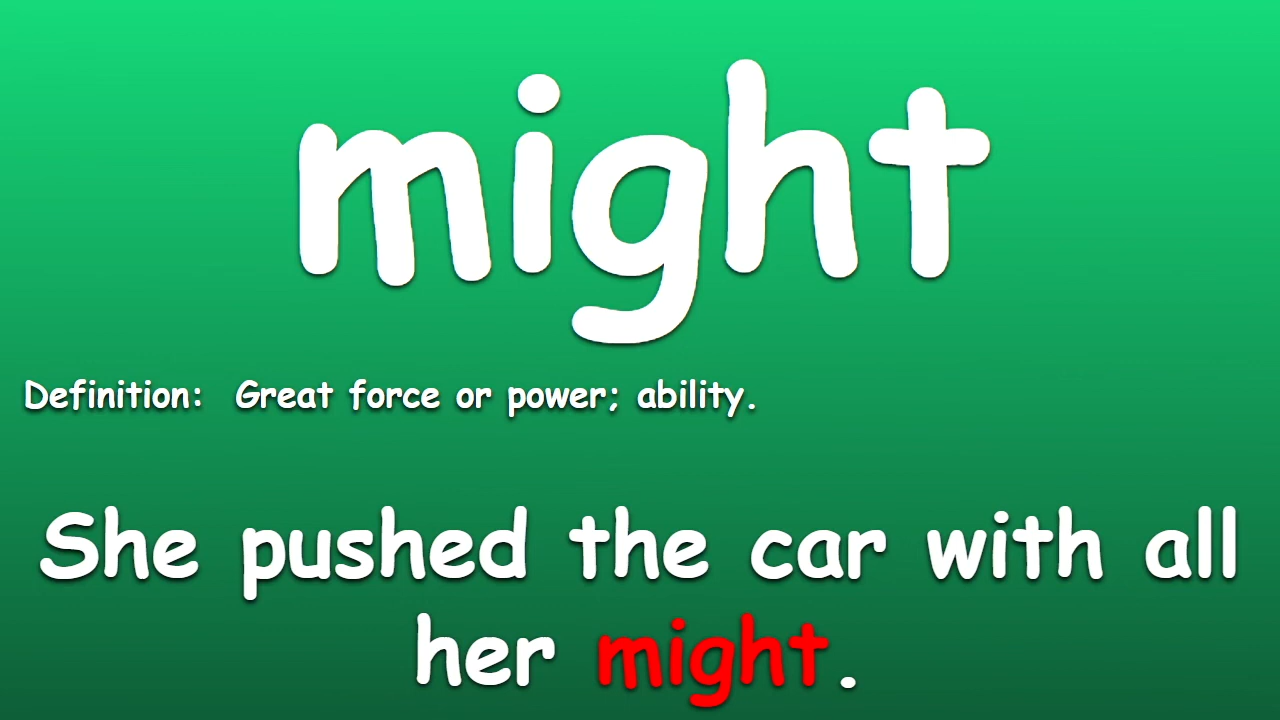 might
Definition:  Great force or power; ability.
She pushed the car with all
her might.